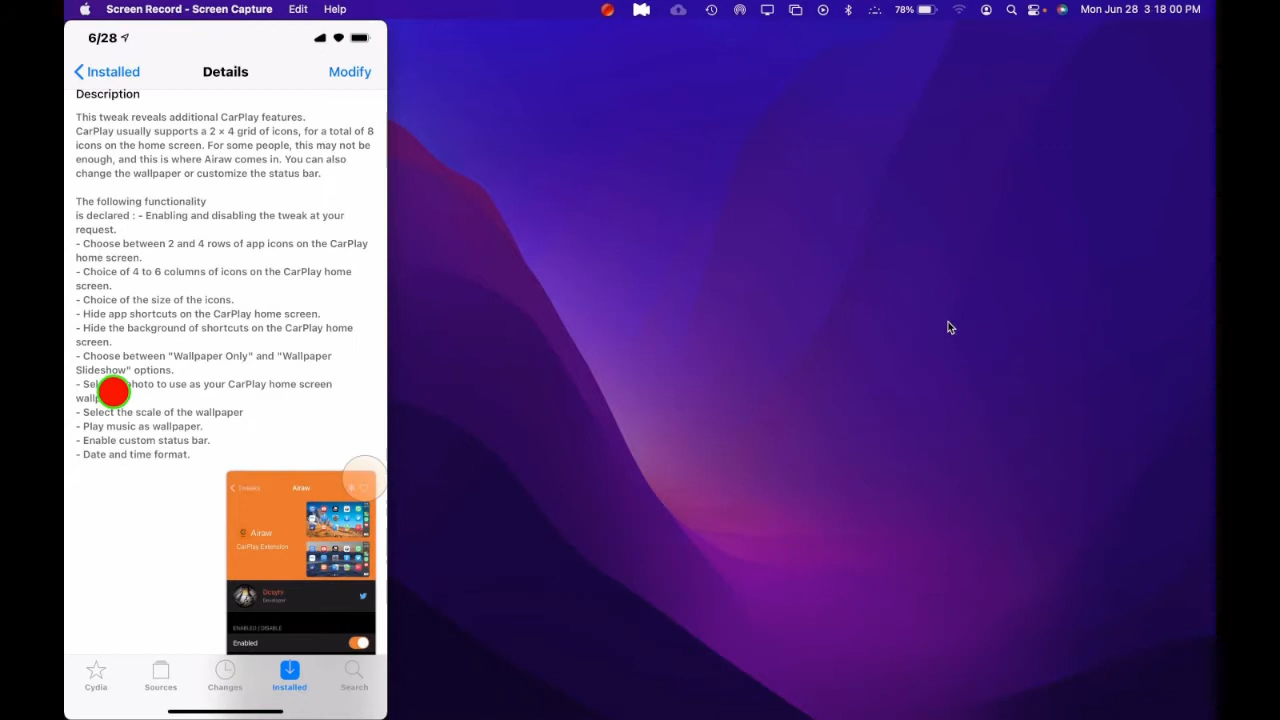 Screen Record - Screen Capture Edit Help 78% Mon Jun 28 3 18 00 PM
6/28
Installed Details Modify
Description
This tweak reveals additional CarPlay features.
CarPlay usually supports a 2 × 4 grid of icons, for a total of 8
icons on the home screen. For some people, this may not be
enough, and this is where Airaw comes in. You can also
change the wallpaper or customize the status bar.
The following functionality
is declared : - Enabling and disabling the tweak at your
request.
- Choose between 2 and 4 rows of app icons on the CarPlay
home screen.
- Choice of 4 to 6 columns of icons on the CarPlay home
screen.
- Choice of the size of the icons.
- Hide app shortcuts on the CarPlay home screen.
- Hide the background of shortcuts on the CarPlay home
screen.
- Choose between "Wallpaper Only" and "Wallpaper
Slideshow" options.
- photo to use as your CarPlay home screen
- Select the scale of the wallpaper
- Play music as wallpaper.
- Enable custom status bar.
- Date and time format.
Tweaks Airaw
Airaw
CarPlay Extension
Developer
ENABLED / DISABLE
Enabled
Cydia Sources Changes Installed Search